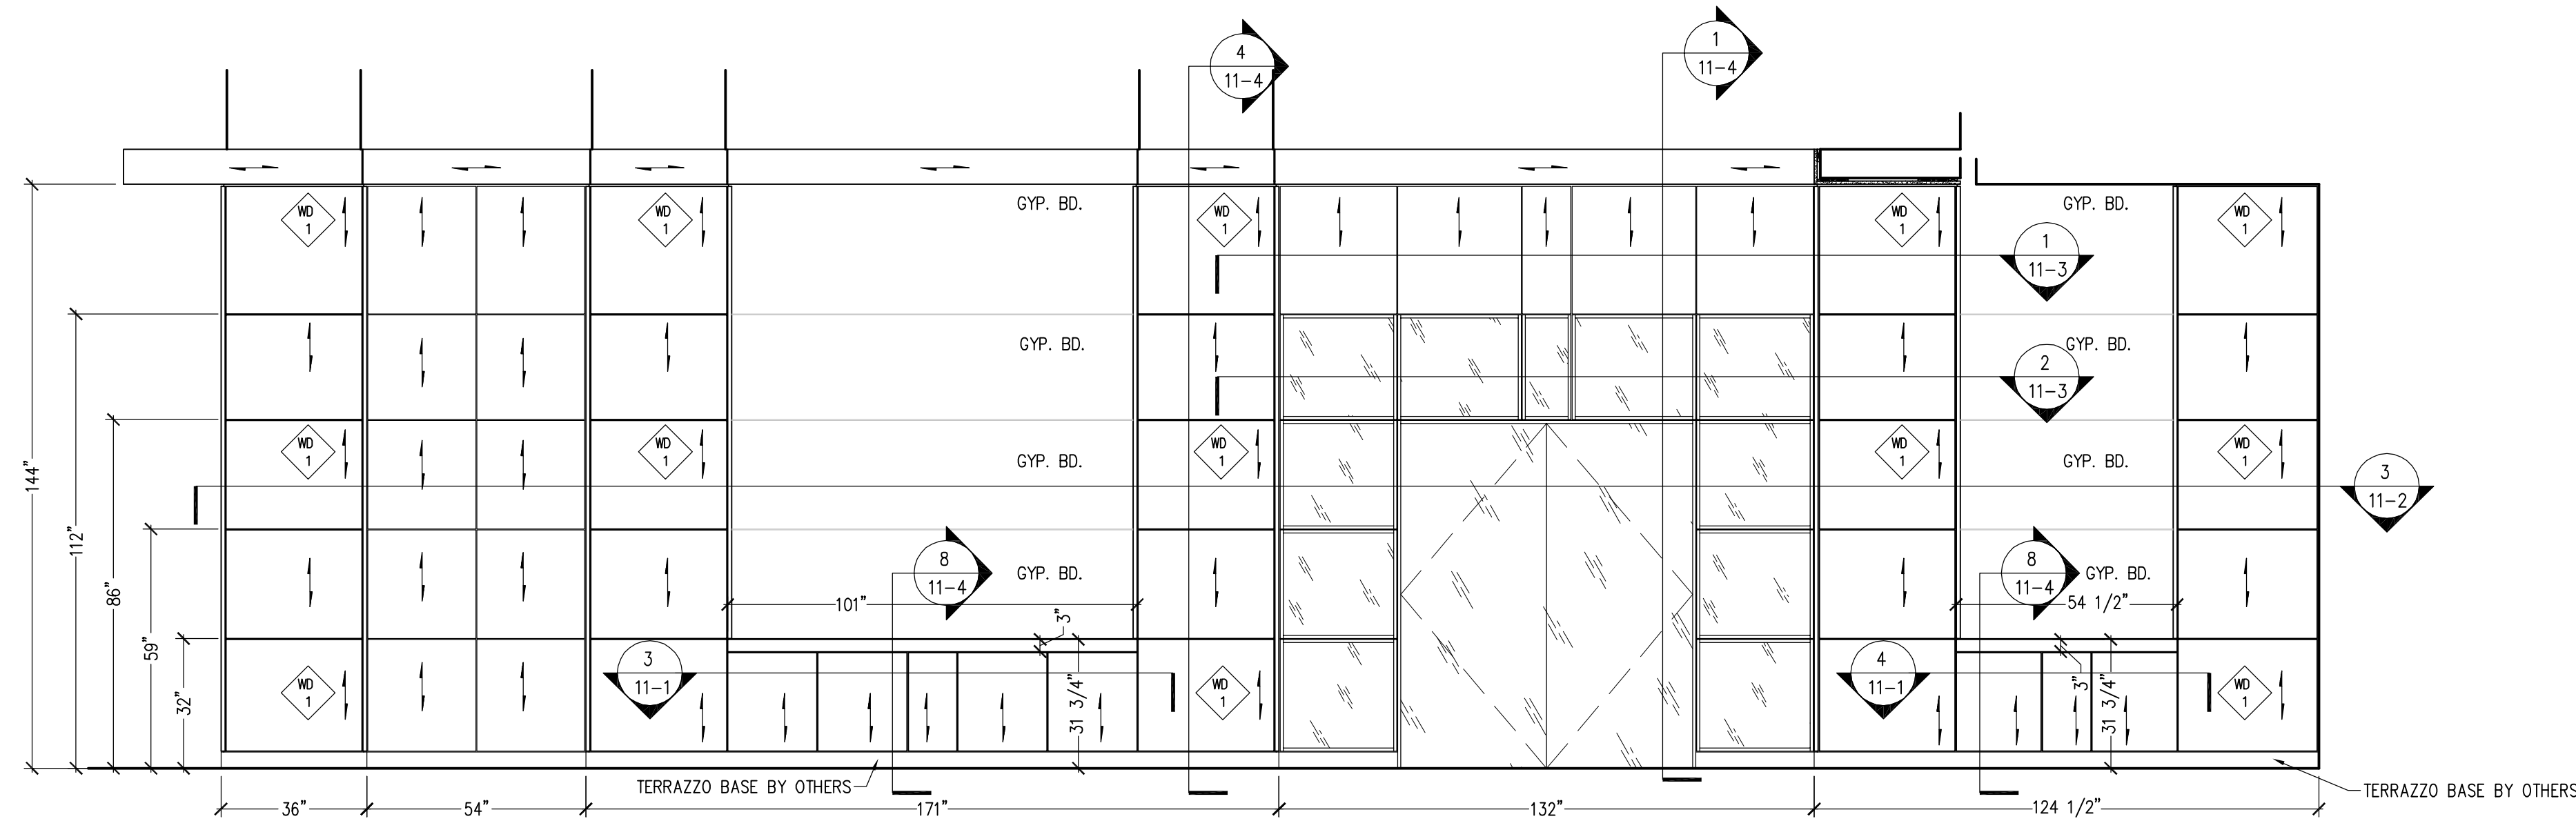 4
11-4
1
11-4
WD
1
WD
1
GYP. BD.
WD
1
WD
1
GYP. BD.
WD
1
1
11-3
GYP. BD.
GYP. BD.
2
11-3
WD
1
WD
1
GYP. BD.
WD
1
WD
1
GYP. BD.
WD
1
3
11-2
144"
112"
86"
59"
32"
8
11-4
GYP. BD.
101"
3"
8
11-4
GYP. BD.
54 1/2"
WD
1
3
11-1
31 3/4"
WD
1
4
11-1
3"
31 3/4"
WD
1
TERRAZZO BASE BY OTHERS
TERRAZZO BASE BY OTHERS
36"
54"
171"
132"
124 1/2"